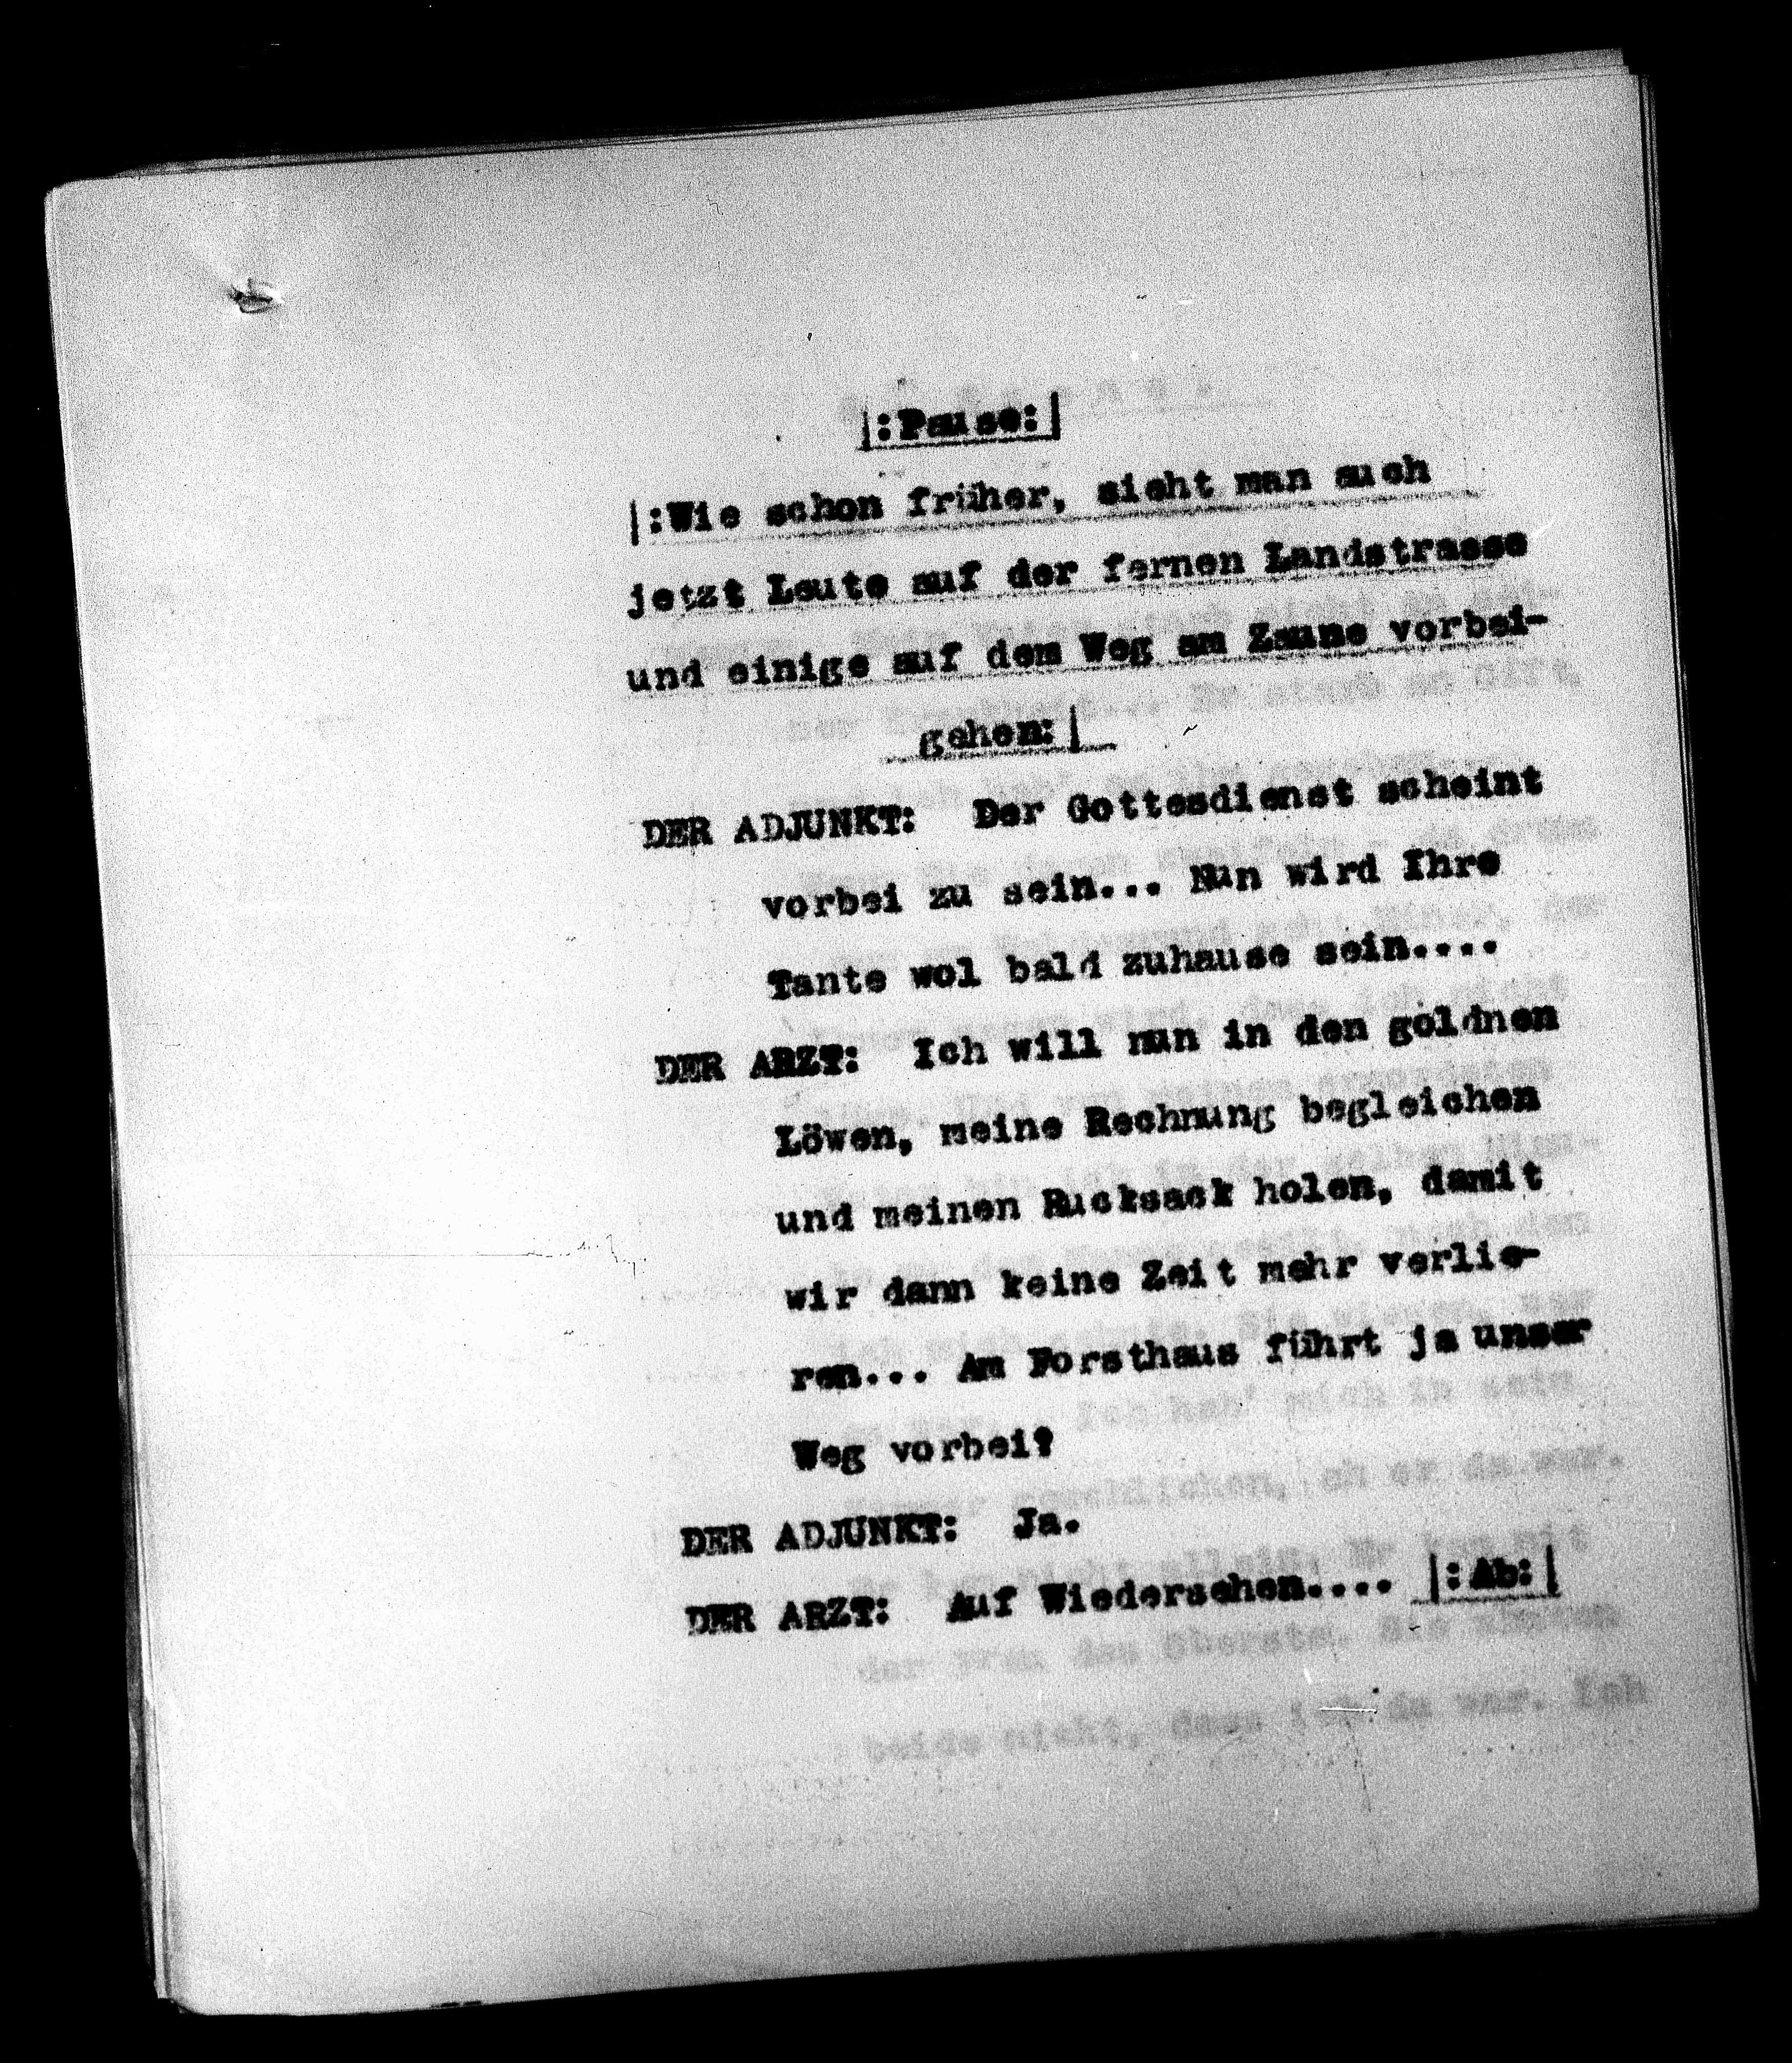 |:Pause:|
|:Wie schon früher, sieht man auch
jetzt Leute auf der fernen Landstrasse
und einige auf dem Weg am Zaune vorbei-
gehen:|
DER ADJUNKT: Der Gottesdienst scheint
vorbei zu sein... Nun wird Ihre
Tante wol bald zuhause sein....
DER ARZT: Ich will nun in den goldnen
Löwen, meine Rechnung begleichen
und meinen Rucksack holen, damit
wir dann keine Zeit mehr verlie-
ren... Am Forsthaus führt ja unser
Weg vorbei?
DER ADJUNKT: Ja.
DER ARZT: Auf Wiedersehen.... |:Ab:|